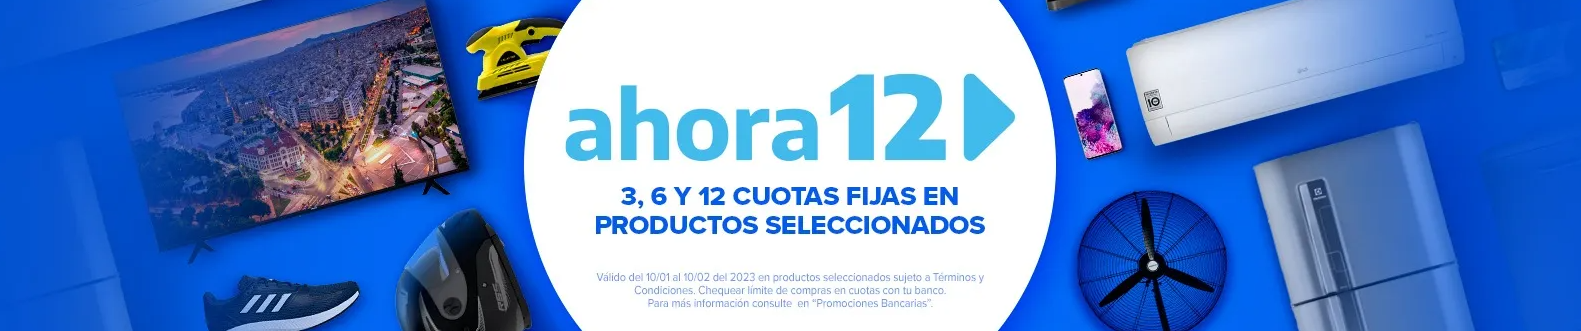 ahora12
3, 6 Y 12 CUOTAS FIJAS EN
PRODUCTOS SELECCIONADOS
Válido del 10/01 al 10/02 del 2023 en productos seleccionados sujeto a Términos y
Condiciones. Chequear límite de compras en cuotas con tu banco.
Para más información consulte en “Promociones Bancarias”.
10